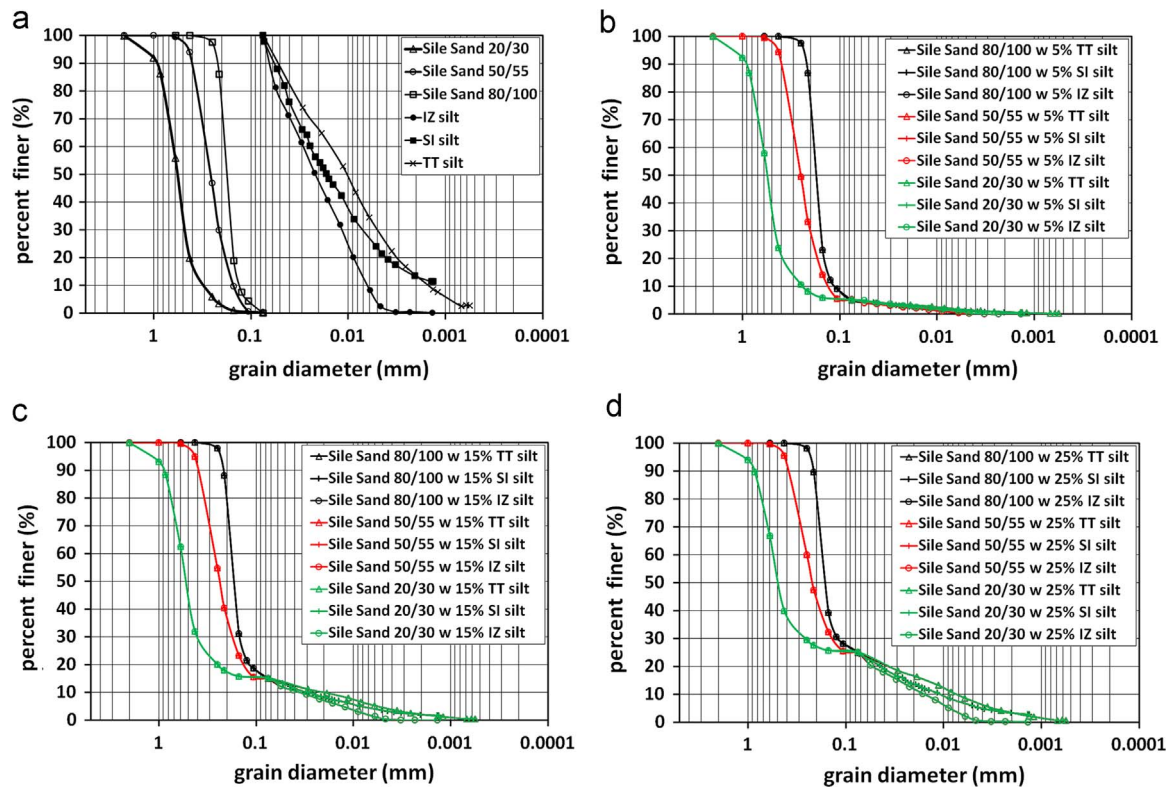 a
percent finer (%)
100
90
80
70
60
50
40
30
20
10
0
Sile Sand 20/30
Sile Sand 50/55
Sile Sand 80/100
IZ silt
SI silt
TT silt
1 0.1 0.01 0.001 0.0001
grain diameter (mm)
b
percent finer (%)
100
90
80
70
60
50
40
30
20
10
0
Sile Sand 80/100 w 5% TT silt
Sile Sand 80/100 w 5% SI silt
Sile Sand 80/100 w 5% IZ silt
Sile Sand 50/55 w 5% TT silt
Sile Sand 50/55 w 5% SI silt
Sile Sand 50/55 w 5% IZ silt
Sile Sand 20/30 w 5% TT silt
Sile Sand 20/30 w 5% SI silt
Sile Sand 20/30 w 5% IZ silt
1 0.1 0.01 0.001 0.0001
grain diameter (mm)
c
percent finer (%)
100
90
80
70
60
50
40
30
20
10
0
Sile Sand 80/100 w 15% TT silt
Sile Sand 80/100 w 15% SI silt
Sile Sand 80/100 w 15% IZ silt
Sile Sand 50/55 w 15% TT silt
Sile Sand 50/55 w 15% SI silt
Sile Sand 50/55 w 15% IZ silt
Sile Sand 20/30 w 15% TT silt
Sile Sand 20/30 w 15% SI silt
Sile Sand 20/30 w 15% IZ silt
1 0.1 0.01 0.001 0.0001
grain diameter (mm)
d
percent finer (%)
100
90
80
70
60
50
40
30
20
10
0
Sile Sand 80/100 w 25% TT silt
Sile Sand 80/100 w 25% SI silt
Sile Sand 80/100 w 25% IZ silt
Sile Sand 50/55 w 25% TT silt
Sile Sand 50/55 w 25% SI silt
Sile Sand 50/55 w 25% IZ silt
Sile Sand 20/30 w 25% TT silt
Sile Sand 20/30 w 25% SI silt
Sile Sand 20/30 w 25% IZ silt
1 0.1 0.01 0.001 0.0001
grain diameter (mm)